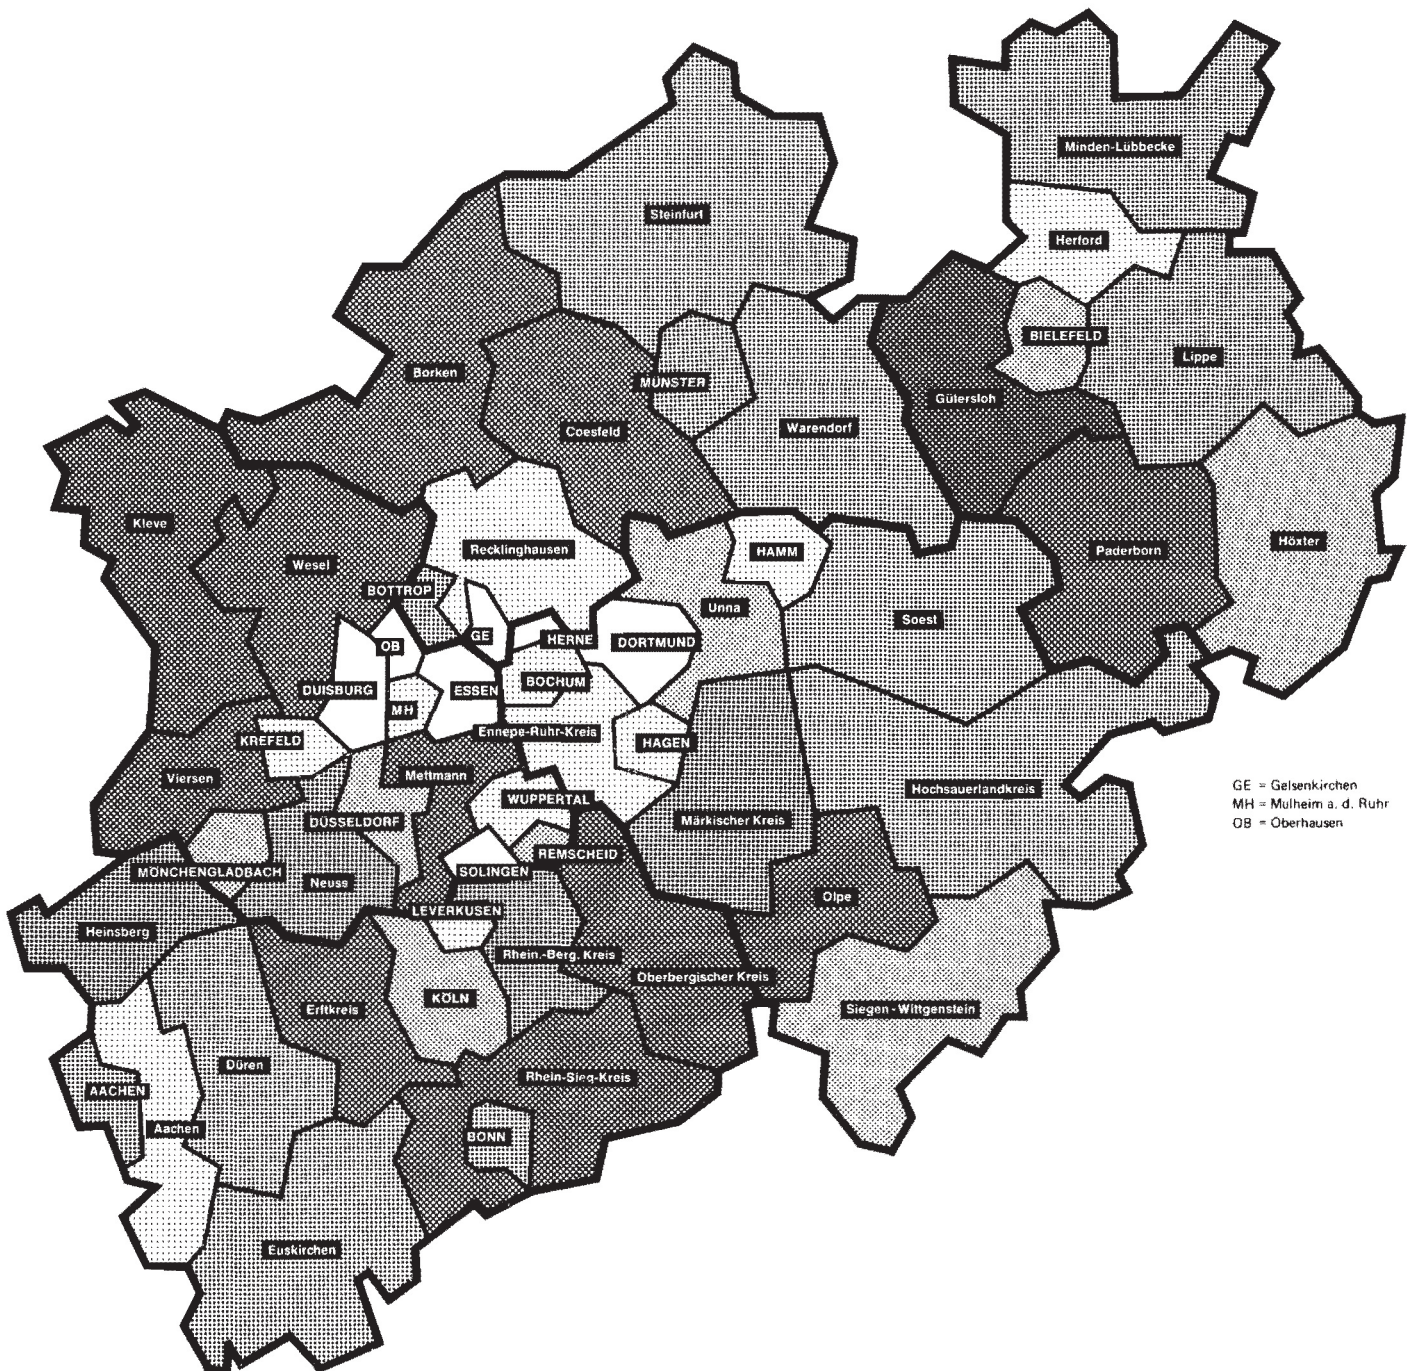 Minden-Lübbecke
Steinfurt
Herford
BIELEFELD
Lippe
Borken
MÜNSTER
Gütersloh
Coesfeld
Warendorf
Kleve
Recklinghausen
HAMM
Paderborn
Höxter
Wesel
BOTTROP
Unna
Soest
GE
HERNE
DORTMUND
OB
DUISBURG
ESSEN
BOCHUM
MH
KREFELD
Ennepe-Ruhr-Kreis
HAGEN
Viersen
Mettmann
Hochsauerlandkreis
GE = Gelsenkirchen
MH = Mulheim a. d. Ruhr
OB = Oberhausen
WUPPERTAL
DÜSSELDORF
Märkischer Kreis
REMSCHEID
MÖNCHENGLADBACH
SOLINGEN
Neuss
Olpe
LEVERKUSEN
Heinsberg
Rhein.-Berg. Kreis
Oberbergischer Kreis
KÖLN
Erftkreis
Siegen-Wittgenstein
Düren
Rhein-Sieg-Kreis
AACHEN
Aachen
BONN
Euskirchen